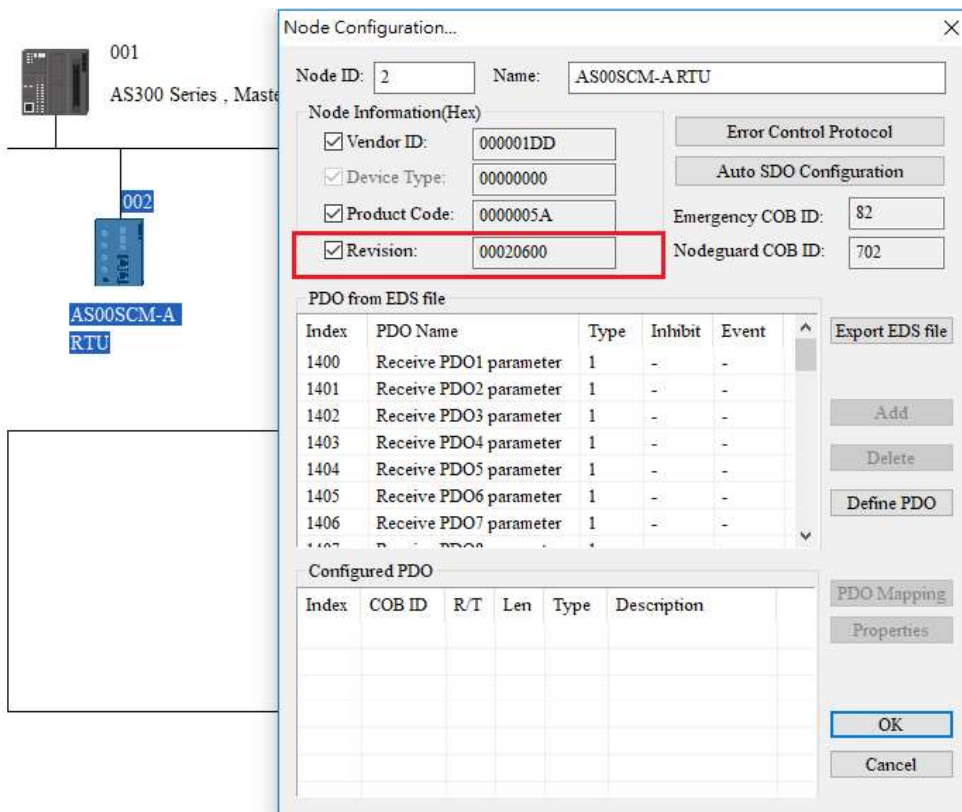 Node Configuration...
001
AS300 Series , Maste
Node ID: 2 Name: AS00SCM-A RTU
Node Information(Hex)
Vendor ID: 000001DD
Error Control Protocol
Device Type: 00000000
Auto SDO Configuration
002
Product Code: 0000005A
Emergency COB ID: 82
Revision: 00020600
Nodeguard COB ID: 702
AS00SCM-A
RTU
PDO from EDS file
Index PDO Name Type Inhibit Event
Export EDS file
1400 Receive PDO1 parameter 1 - -
1401 Receive PDO2 parameter 1 - -
1402 Receive PDO3 parameter 1 - -
1403 Receive PDO4 parameter 1 - -
1404 Receive PDO5 parameter 1 - -
1405 Receive PDO6 parameter 1 - -
1406 Receive PDO7 parameter 1 - -
Add
Delete
Define PDO
Configured PDO
Index COB ID R/T Len Type Description
PDO Mapping
Properties
OK
Cancel